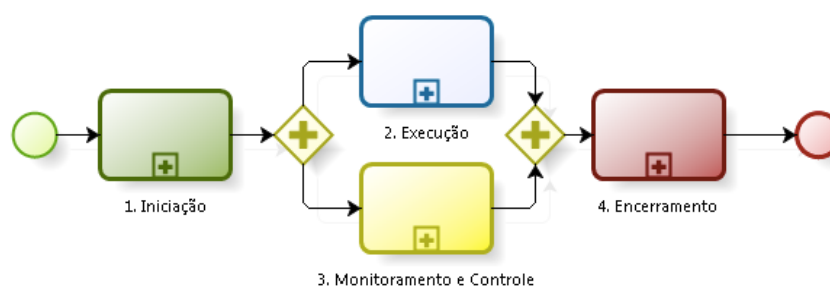 1. Iniciação
2. Execução
3. Monitoramento e Controle
4. Encerramento